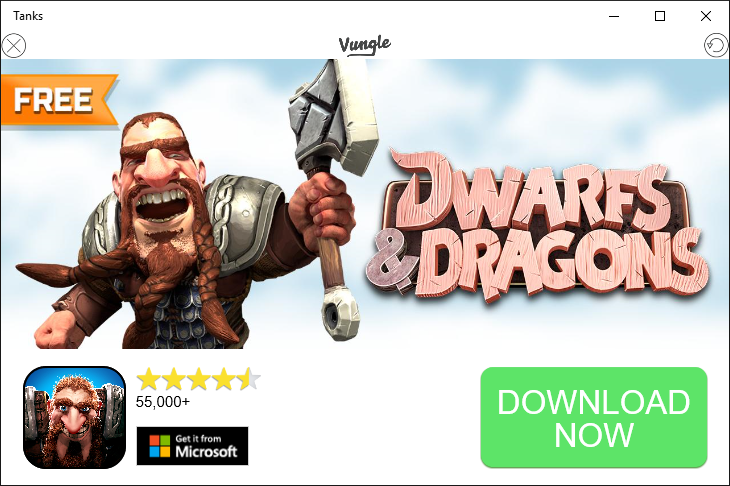 Tanks
Vungle
FREE
DWARFS
& DRAGONS
55,000+
Get it from
Microsoft
DOWNLOAD
NOW